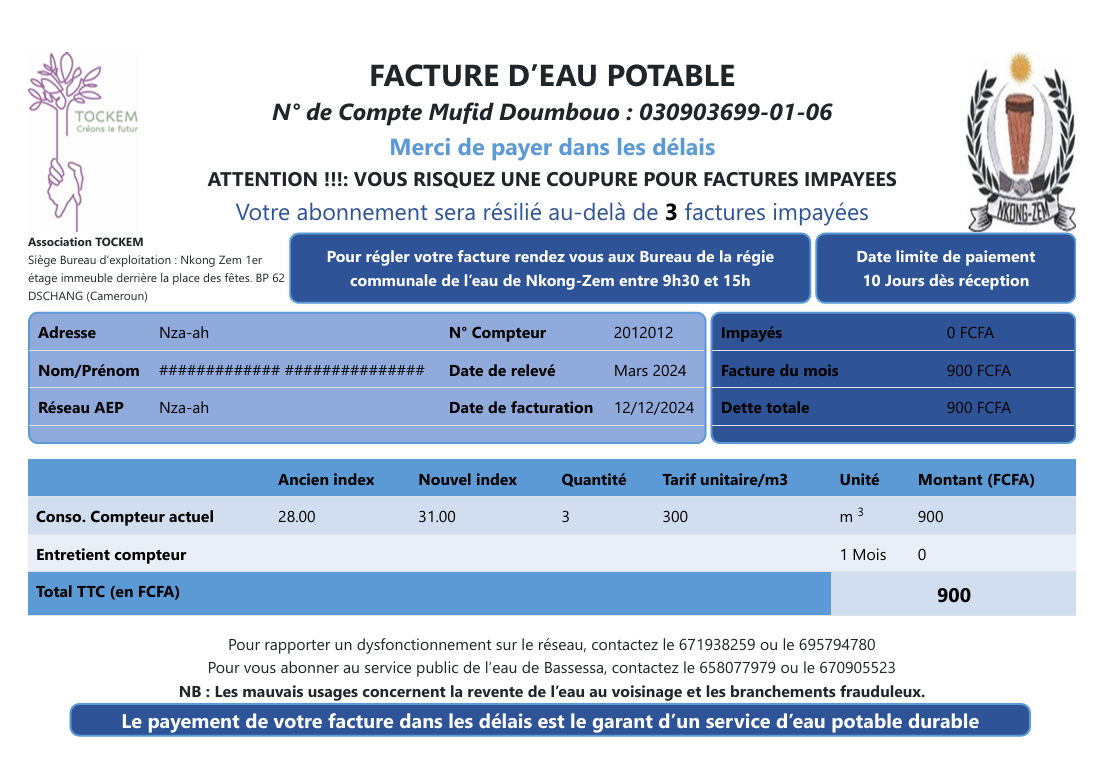 FACTURE D’EAU POTABLE
N° de Compte Mufid Doumbouo : 030903699-01-06
Merci de payer dans les délais
ATTENTION !!!: VOUS RISQUEZ UNE COUPURE POUR FACTURES IMPAYEES
Votre abonnement sera résilié au-delà de 3 factures impayées
TOCKEM
Créons le futur
NKONG-ZEM
Association TOCKEM
Siège Bureau d’exploitation : Nkong Zem 1er
étage immeuble derrière la place des fêtes. BP 62
DSCHANG (Cameroun)
Pour régler votre facture rendez vous aux Bureau de la régie
communale de l’eau de Nkong-Zem entre 9h30 et 15h
Date limite de paiement
10 Jours dès réception
Adresse Nza-ah N° Compteur 2012012
Nom/Prénom ############# ############### Date de relevé Mars 2024
Réseau AEP Nza-ah Date de facturation 12/12/2024
Impayés 0 FCFA
Facture du mois 900 FCFA
Dette totale 900 FCFA
Ancien index Nouvel index Quantité Tarif unitaire/m3 Unité Montant (FCFA)
Conso. Compteur actuel 28.00 31.00 3 300 m ³ 900
Entretient compteur 1 Mois 0
Total TTC (en FCFA) 900
Pour rapporter un dysfonctionnement sur le réseau, contactez le 671938259 ou le 695794780
Pour vous abonner au service public de l’eau de Bassessa, contactez le 658077979 ou le 670905523
NB : Les mauvais usages concernent la revente de l’eau au voisinage et les branchements frauduleux.
Le payement de votre facture dans les délais est le garant d’un service d’eau potable durable